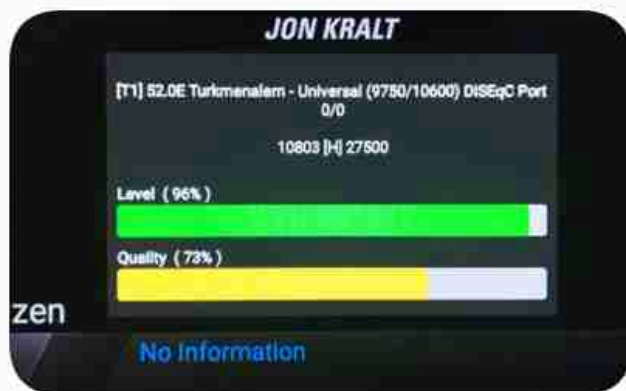 JON KRALT
[T1] 52.0E Turkmenalem - Universal (9750/10600) DISEqC Port
0/0
10803 [H] 27500
Level ( 96% )
Quality ( 73% )
zen
No Information